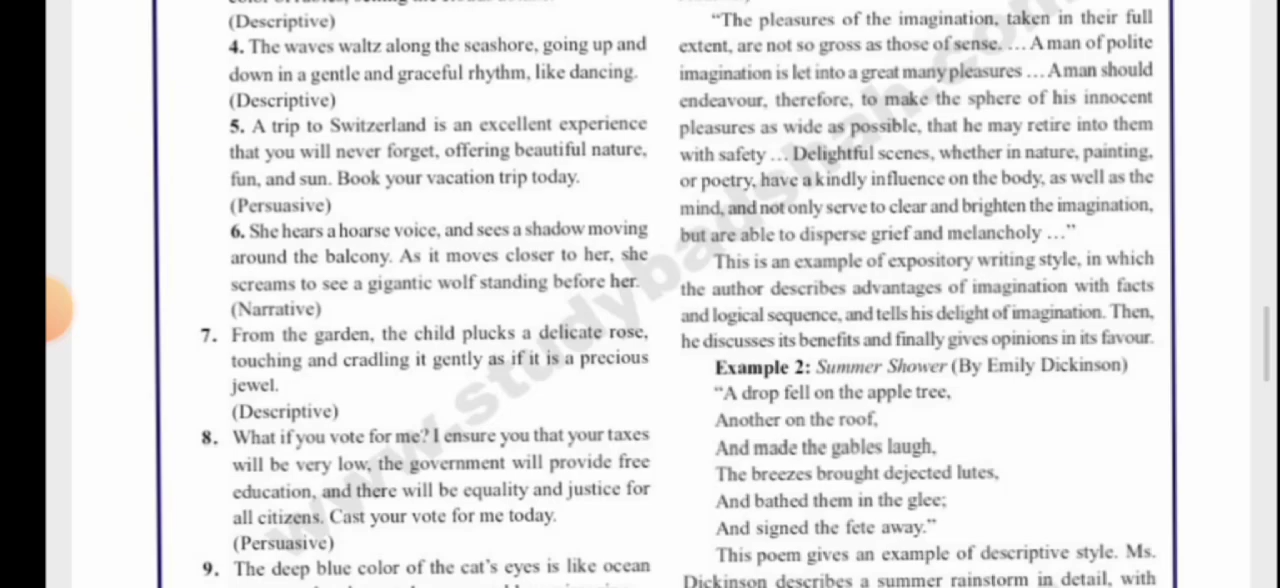 (Descriptive)
4. The waves waltz along the seashore, going up and
down in a gentle and graceful rhythm, like dancing.
(Descriptive)
5. A trip to Switzerland is an excellent experience
that you will never forget, offering beautiful nature,
fun, and sun. Book your vacation trip today.
(Persuasive)
6. She hears a hoarse voice, and sees a shadow moving
around the balcony. As it moves closer to her, she
screams to see a gigantic wolf standing before her.
(Narrative)
7. From the garden, the child plucks a delicate rose,
touching and cradling it gently as if it is a precious
jewel.
(Descriptive)
8. What if you vote for me? I ensure you that your taxes
will be very low, the government will provide free
education, and there will be equality and justice for
all citizens. Cast your vote for me today.
(Persuasive)
9. The deep blue color of the cat's eyes is like ocean
“The pleasures of the imagination, taken in their full
extent, are not so gross as those of sense. … A man of polite
imagination is let into a great many pleasures … A man should
endeavour, therefore, to make the sphere of his innocent
pleasures as wide as possible, that he may retire into them
with safety … Delightful scenes, whether in nature, painting,
or poetry, have a kindly influence on the body, as well as the
mind, and not only serve to clear and brighten the imagination,
but are able to disperse grief and melancholy …”
This is an example of expository writing style, in which
the author describes advantages of imagination with facts
and logical sequence, and tells his delight of imagination. Then,
he discusses its benefits and finally gives opinions in its favour.
Example 2: Summer Shower (By Emily Dickinson)
“A drop fell on the apple tree,
Another on the roof,
And made the gables laugh,
The breezes brought dejected lutes,
And bathed them in the glee;
And signed the fete away.”
This poem gives an example of descriptive style. Ms.
Dickinson describes a summer rainstorm in detail, with
www.studybadshah.com